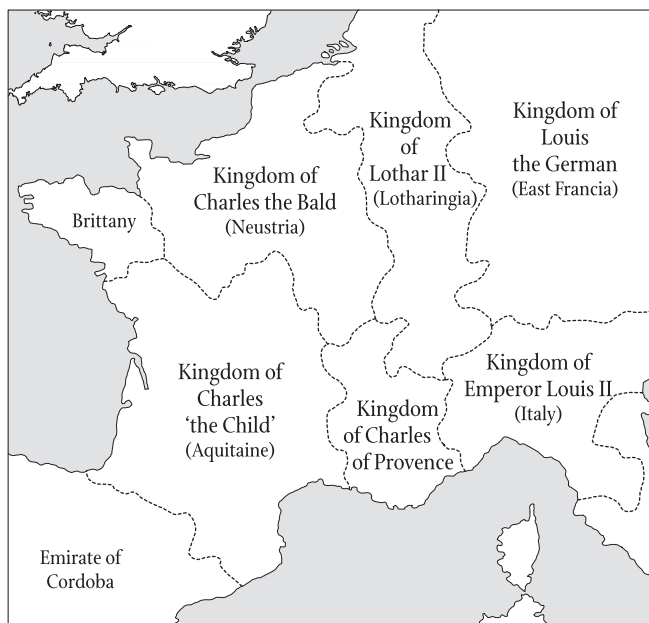 Kingdom of
Louis
the German
(East Francia)
Kingdom
of
Lothar II
(Lotharingia)
Kingdom of
Charles the Bald
(Neustria)
Brittany
Kingdom of
Emperor Louis II
(Italy)
Kingdom of
Charles
‘the Child’
(Aquitaine)
Kingdom
of Charles
of Provence
Emirate of
Cordoba